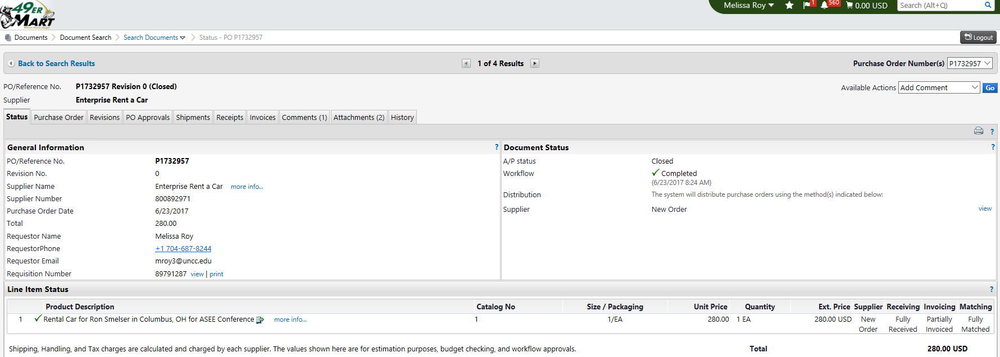 49ER
MART
Melissa Roy 1 560 0.00 USD Search (Alt+Q)
Documents Document Search Search Documents Status - PO P1732957 Logout
Back to Search Results 1 of 4 Results Purchase Order Number(s) P1732957
PO/Reference No. P1732957 Revision 0 (Closed) Available Actions Add Comment Go
Supplier Enterprise Rent a Car
Status Purchase Order Revisions PO Approvals Shipments Receipts Invoices Comments (1) Attachments (2) History
?
General Information ?
PO/Reference No. P1732957
Revision No. 0
Supplier Name Enterprise Rent a Car more info...
Supplier Number 800892971
Purchase Order Date 6/23/2017
Total 280.00
Requestor Name Melissa Roy
RequestorPhone +1 704-687-8244
Requestor Email mroy3@uncc.edu
Requisition Number 89791287 view | print
Document Status ?
A/P status Closed
Workflow Completed
(6/23/2017 8:24 AM)
Distribution The system will distribute purchase orders using the method(s) indicated below:
Supplier New Order view
Line Item Status ?
Product Description Catalog No Size / Packaging Unit Price Quantity Ext. Price Supplier Receiving Invoicing Matching
1 Rental Car for Ron Smelser in Columbus, OH for ASEE Conference more info... 1 1/EA 280.00 1 EA 280.00 USD New Fully Partially Fully
Order Received Invoiced Matched
Shipping, Handling, and Tax charges are calculated and charged by each supplier. The values shown here are for estimation purposes, budget checking, and workflow approvals. Total 280.00 USD